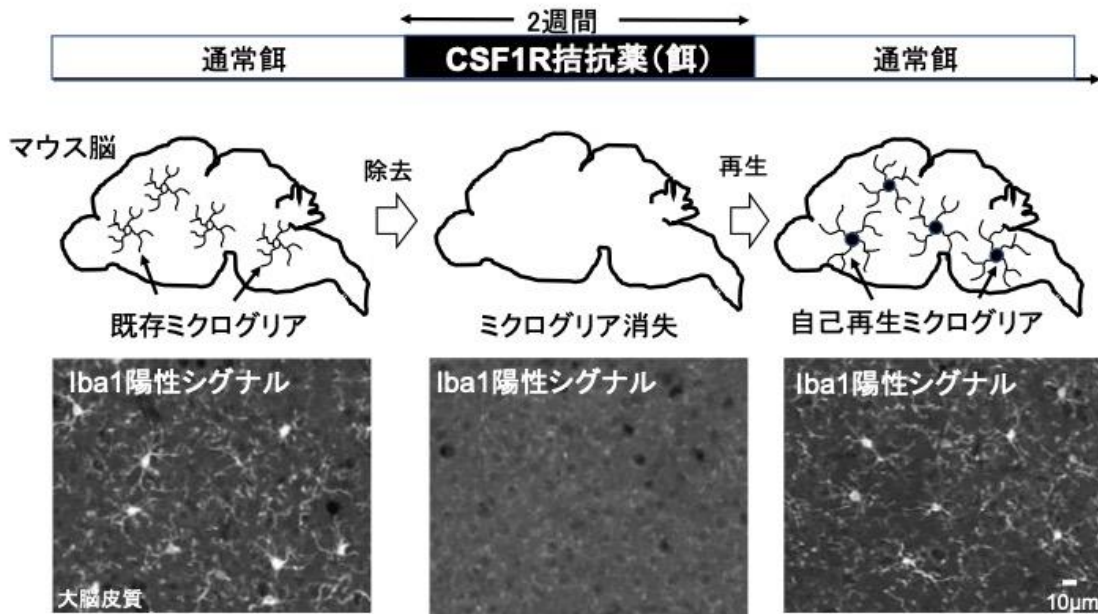 2週間
通常餌
CSF1R拮抗薬（餌）
通常餌
マウス脳
除去
再生
既存ミクログリア
ミクログリア消失
自己再生ミクログリア
Iba1陽性シグナル
Iba1陽性シグナル
Iba1陽性シグナル
大脳皮質
10μm